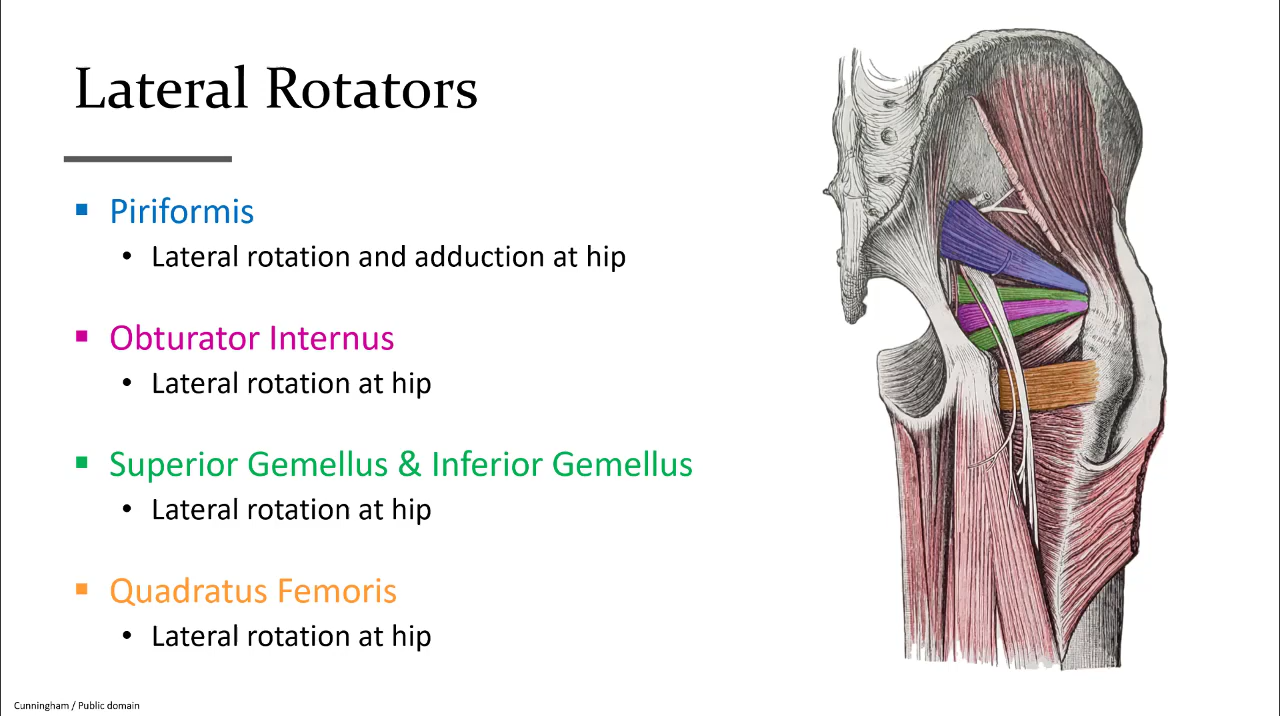 Lateral Rotators
▪ Piriformis
• Lateral rotation and adduction at hip
▪ Obturator Internus
• Lateral rotation at hip
▪ Superior Gemellus & Inferior Gemellus
• Lateral rotation at hip
▪ Quadratus Femoris
• Lateral rotation at hip
Cunningham / Public domain